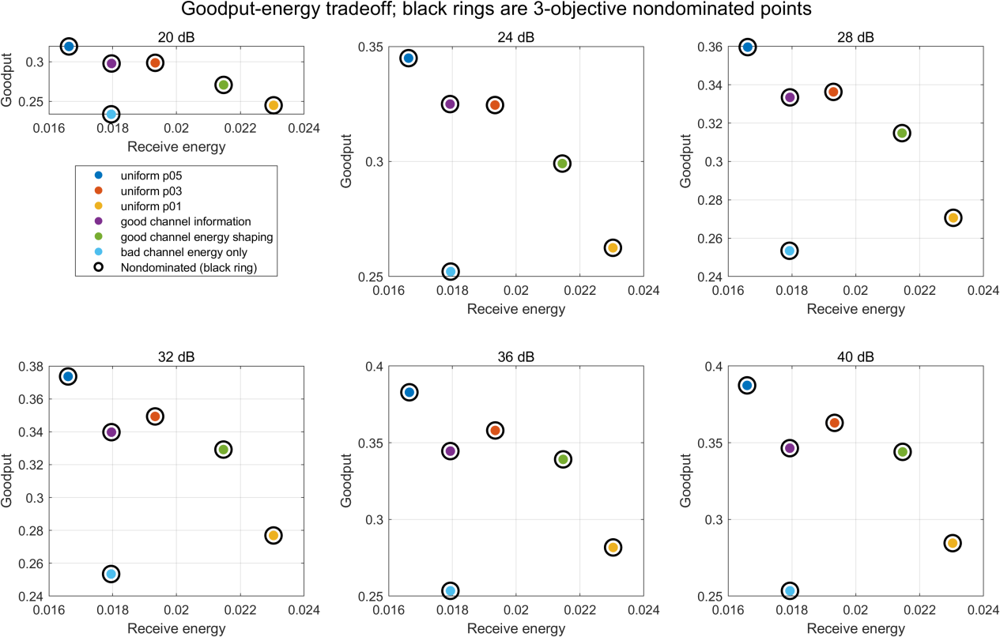 Goodput-energy tradeoff; black rings are 3-objective nondominated points
20 dB
0.3
0.25
Goodput
0.016 0.018 0.02 0.022 0.024
Receive energy
uniform p05
uniform p03
uniform p01
good channel information
good channel energy shaping
bad channel energy only
Nondominated (black ring)
24 dB
0.35
0.3
0.25
Goodput
0.016 0.018 0.02 0.022 0.024
Receive energy
28 dB
0.36
0.34
0.32
0.3
0.28
0.26
0.24
Goodput
0.016 0.018 0.02 0.022 0.024
Receive energy
32 dB
0.38
0.36
0.34
0.32
0.3
0.28
0.26
0.24
Goodput
0.016 0.018 0.02 0.022 0.024
Receive energy
36 dB
0.4
0.35
0.3
0.25
Goodput
0.016 0.018 0.02 0.022 0.024
Receive energy
40 dB
0.4
0.35
0.3
0.25
Goodput
0.016 0.018 0.02 0.022 0.024
Receive energy